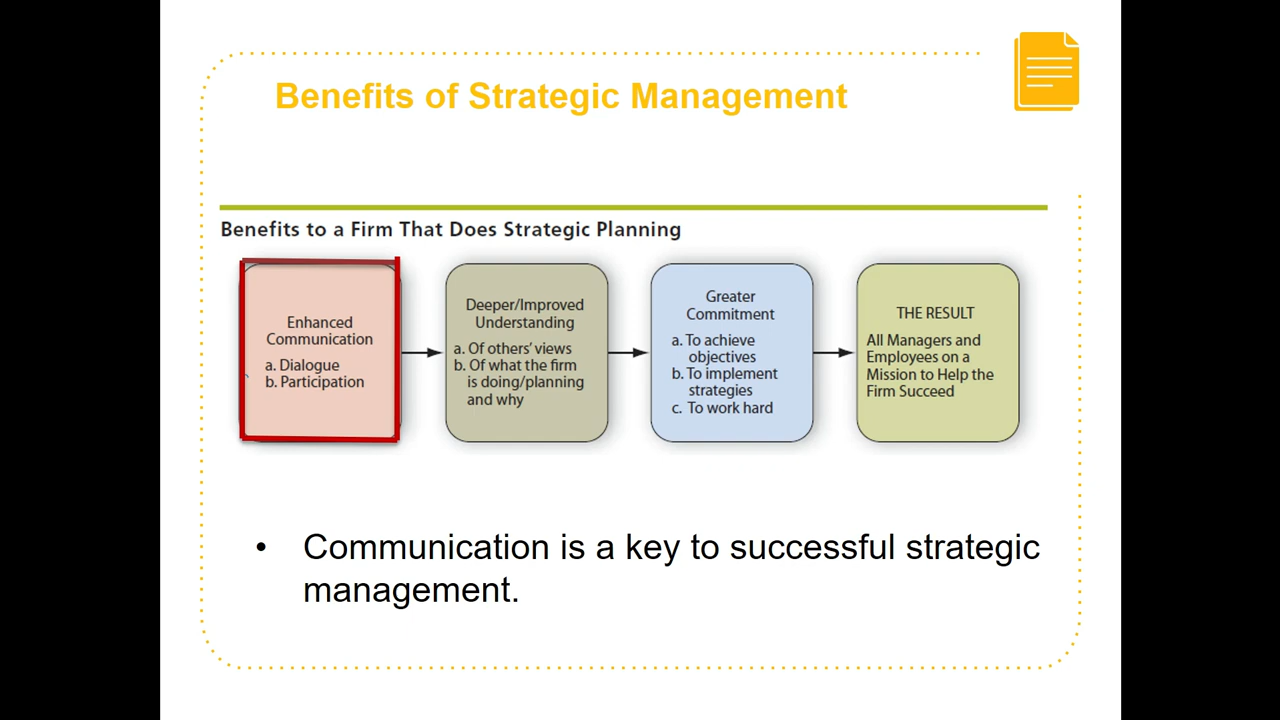 Benefits of Strategic Management
Benefits to a Firm That Does Strategic Planning
Enhanced
Communication
a. Dialogue
b. Participation
Deeper/Improved
Understanding
a. Of others' views
b. Of what the firm
is doing/planning
and why
Greater
Commitment
a. To achieve
objectives
b. To implement
strategies
c. To work hard
THE RESULT
All Managers and
Employees on a
Mission to Help the
Firm Succeed
• Communication is a key to successful strategic
management.